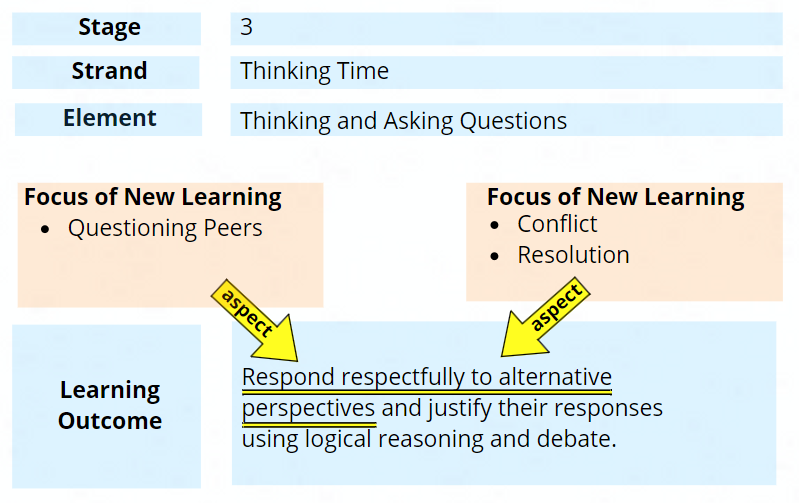 Stage
3
Strand
Thinking Time
Element
Thinking and Asking Questions
Focus of New Learning
• Questioning Peers
Focus of New Learning
• Conflict
• Resolution
aspect
aspect
Learning
Outcome
Respond respectfully to alternative
perspectives and justify their responses
using logical reasoning and debate.